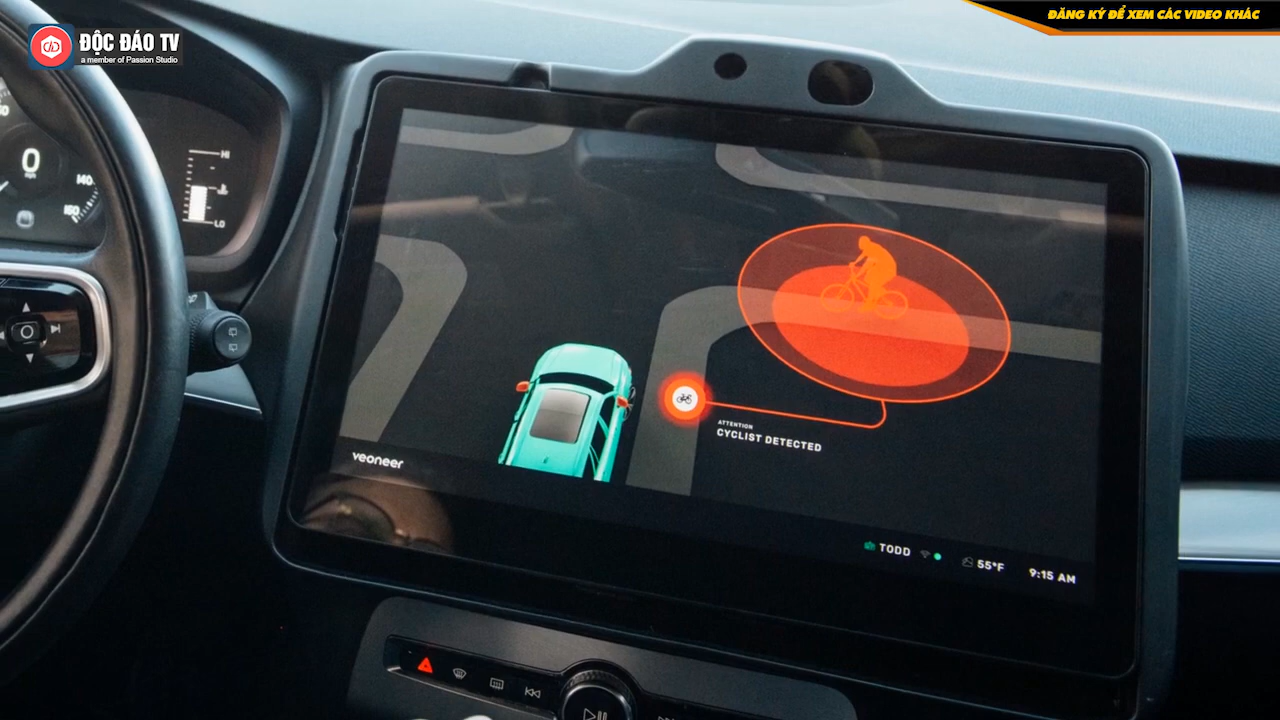 ĐĂNG KÝ ĐỂ XEM CÁC VIDEO KHÁC
ĐỘC ĐÁO TV
a member of Passion Studio
HI
0
140
160
LO
ATTENTION
CYCLIST DETECTED
veoneer
TODD
55°F
9:15 AM